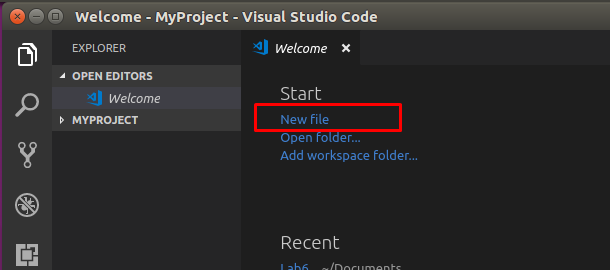 Welcome - MyProject - Visual Studio Code
EXPLORER
OPEN EDITORS
Welcome
MYPROJECT
Welcome
Start
New file
Open folder...
Add workspace folder...
Recent
Lab6 ~/Documents